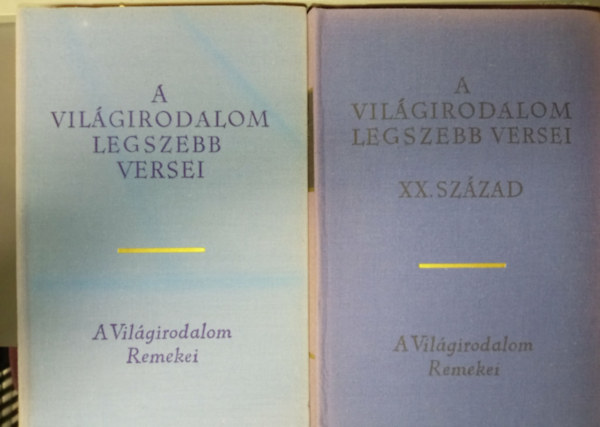 A
VILÁGIRODALOM
LEGSZEBB
VERSEI
A Világirodalom
Remekei
A
VILÁGIRODALOM
LEGSZEBB VERSEI
XX. SZÁZAD
A Világirodalom
Remekei